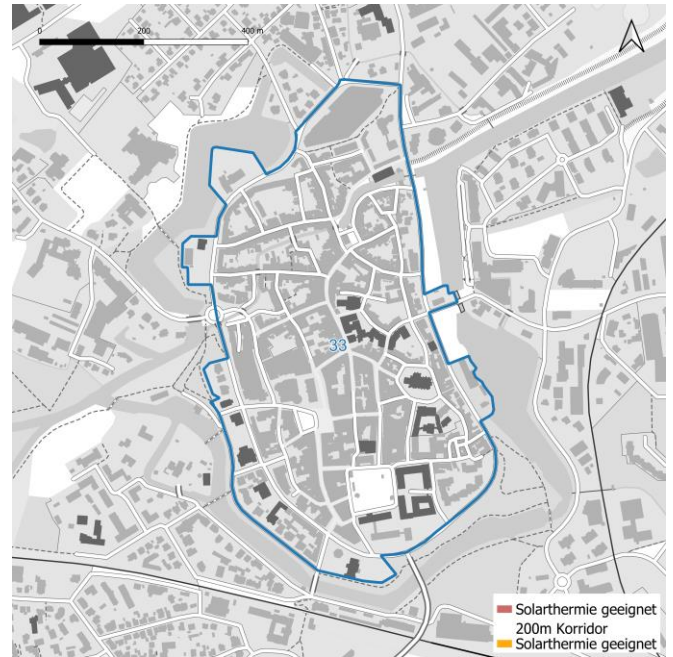 0 200 400 m
33
Solarthermie geeignet
200m Korridor
Solarthermie geeignet